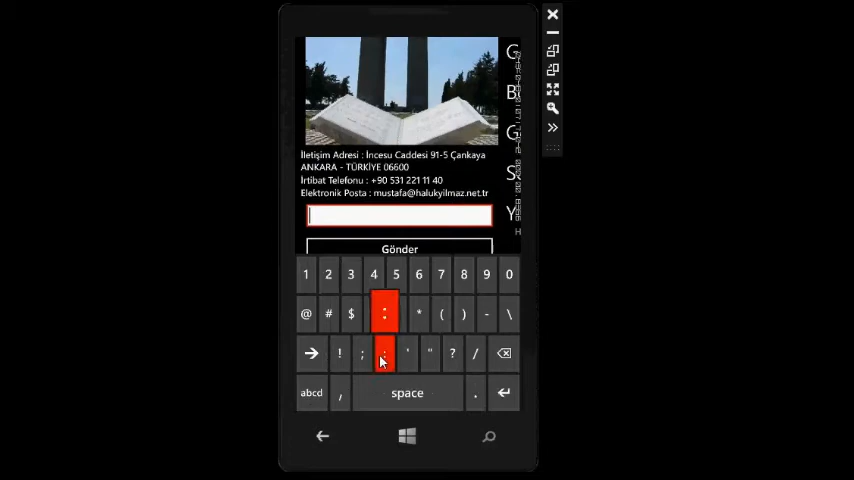 İletişim Adresi : İncesu Caddesi 91-5 Çankaya
ANKARA - TÜRKİYE 06600
İrtibat Telefonu : +90 531 221 11 40
Elektronik Posta : mustafa@halukyilmaz.net.tr
Gönder
1 2 3 4 5 6 7 8 9 0
@ # $ : * ( ) - \
! ; : ' " ? /
abcd , space .